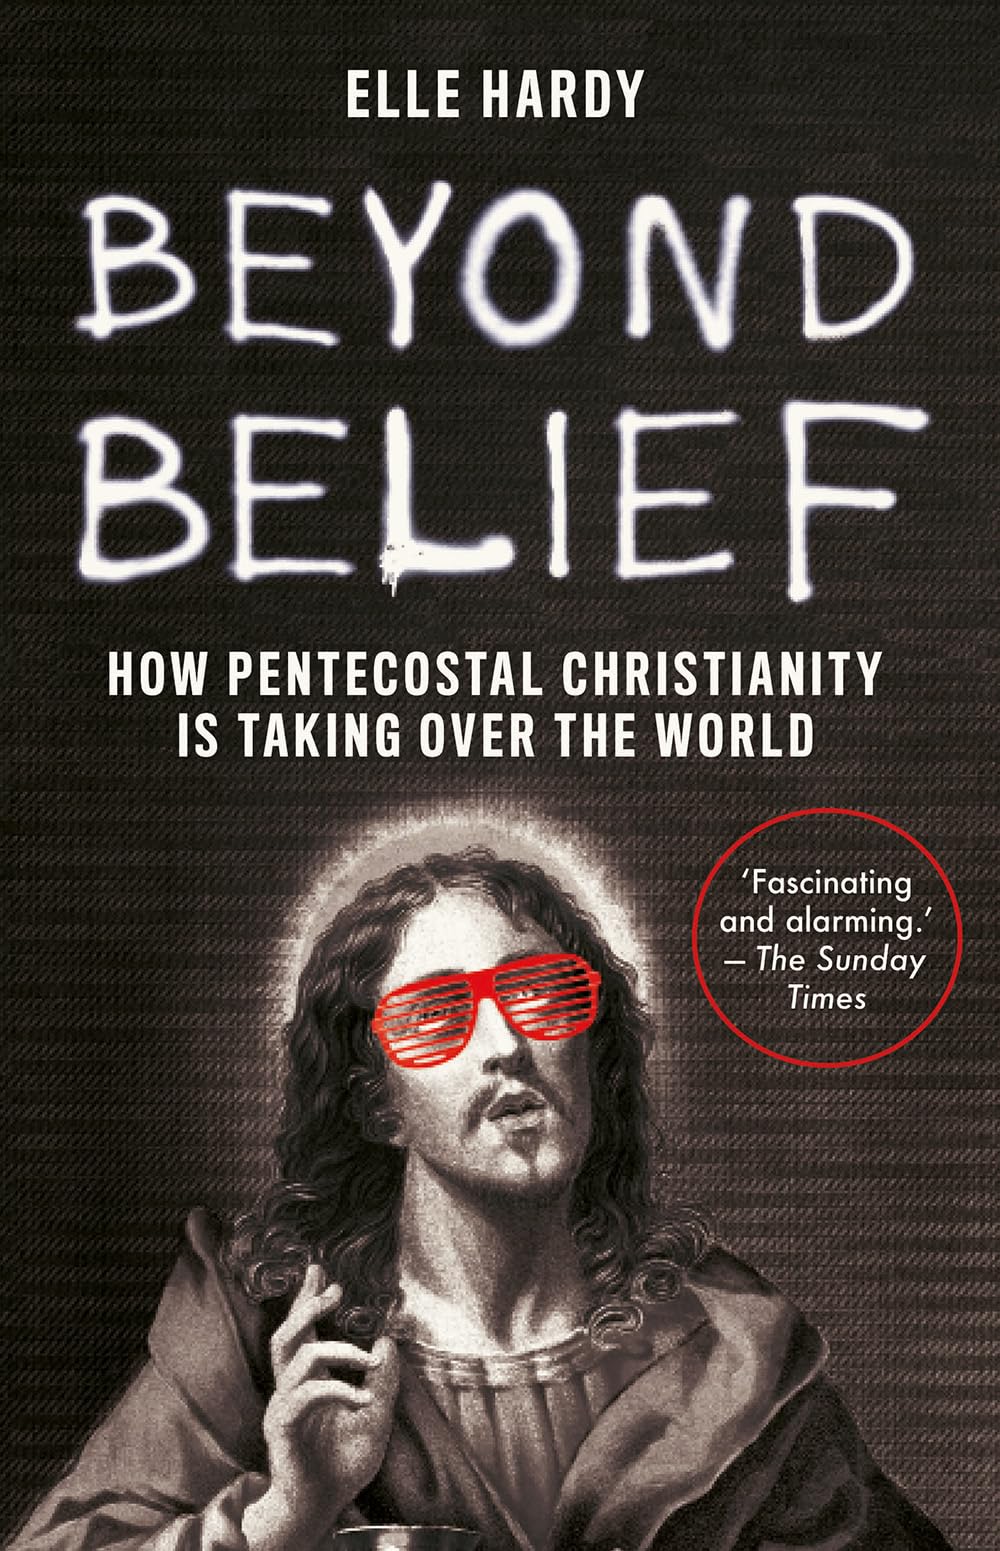 ELLE HARDY
BEYOND
BELIEF
HOW PENTECOSTAL CHRISTIANITY
IS TAKING OVER THE WORLD
‘Fascinating
and alarming.’
– The Sunday
Times